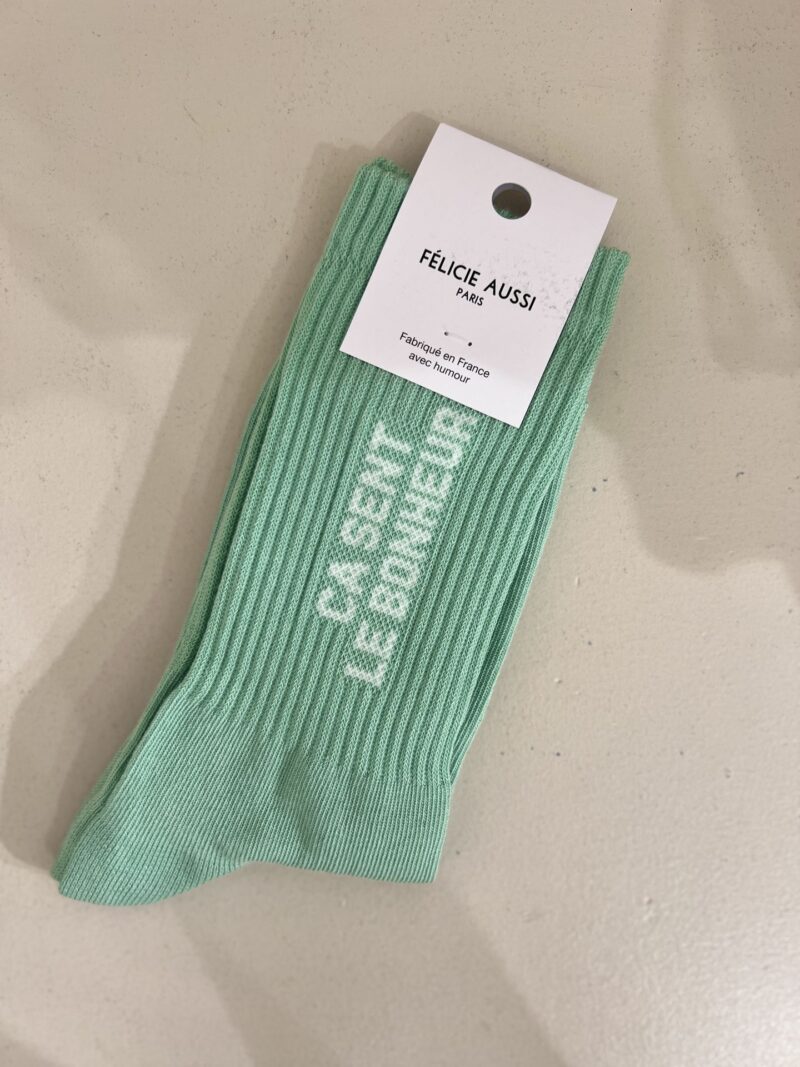 FÉLICIE AUSSI
PARIS
Fabriqué en France
avec humour
CA SENT
LE BONHEUR